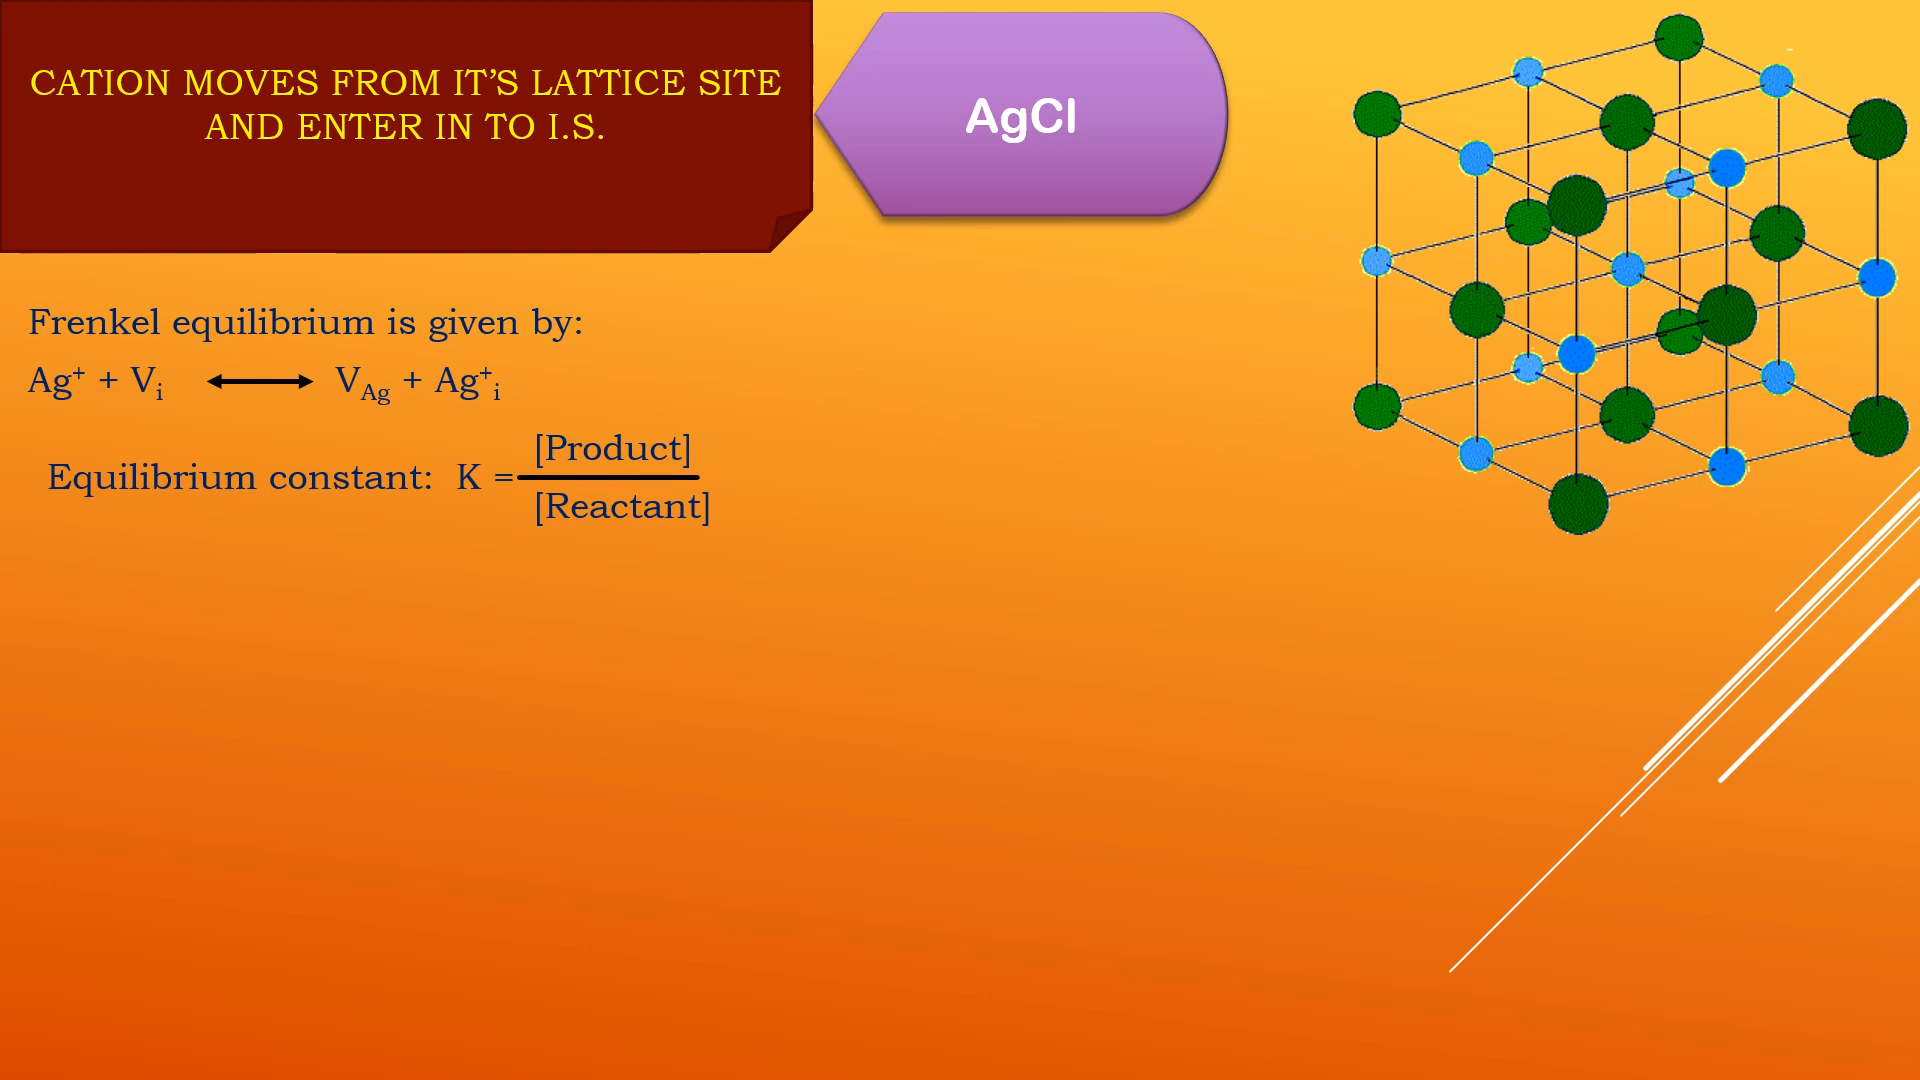 CATION MOVES FROM IT’S LATTICE SITE
AND ENTER IN TO I.S.
AgCl
Frenkel equilibrium is given by:
Ag⁺ + Vᵢ ⟷ V_Ag + Ag⁺ᵢ
[Product]
Equilibrium constant: K =
[Reactant]